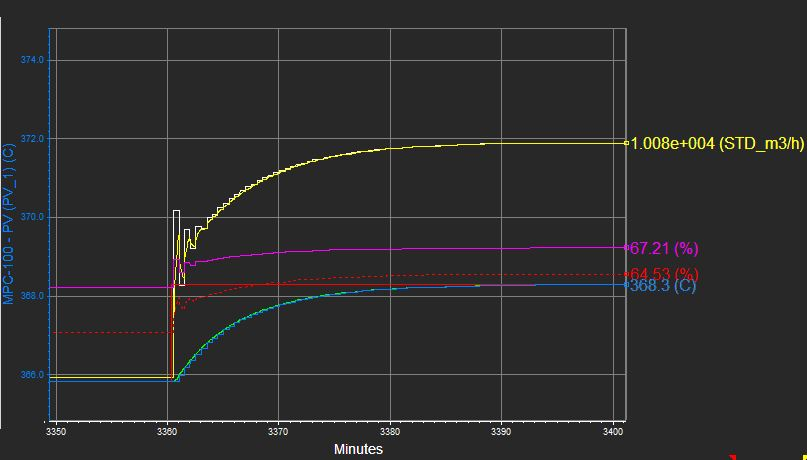 374.0
372.0
370.0
368.0
366.0
MPC-100 - PV (PV_1) (C)
1.008e+004 (STD_m3/h)
67.21 (%)
64.53 (%)
368.3 (C)
3350 3360 3370 3380 3390 3400
Minutes